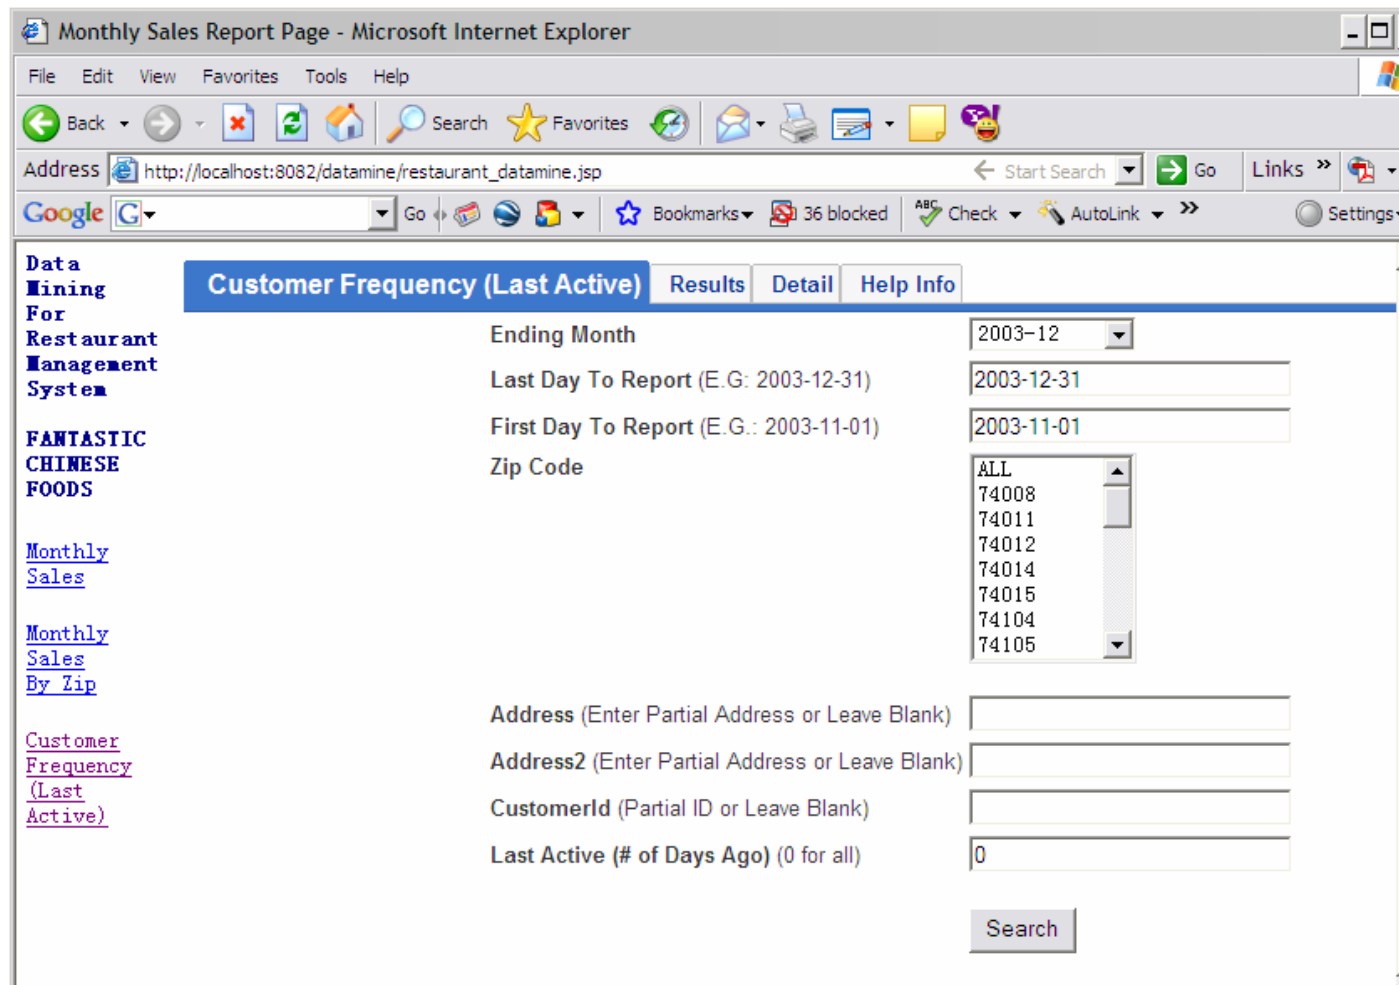 Monthly Sales Report Page - Microsoft Internet Explorer
File Edit View Favorites Tools Help
Back Search Favorites
Address http://localhost:8082/datamine/restaurant_datamine.jsp Start Search Go Links »
Google G Go Bookmarks 36 blocked ABC Check AutoLink » Settings
Data
Mining
For
Restaurant
Management
System
FANTASTIC
CHINESE
FOODS
Monthly
Sales
Monthly
Sales
By Zip
Customer
Frequency
(Last
Active)
Customer Frequency (Last Active) Results Detail Help Info
Ending Month 2003-12
Last Day To Report (E.G: 2003-12-31) 2003-12-31
First Day To Report (E.G.: 2003-11-01) 2003-11-01
Zip Code ALL
74008
74011
74012
74014
74015
74104
74105
Address (Enter Partial Address or Leave Blank)
Address2 (Enter Partial Address or Leave Blank)
CustomerId (Partial ID or Leave Blank)
Last Active (# of Days Ago) (0 for all) 0
Search